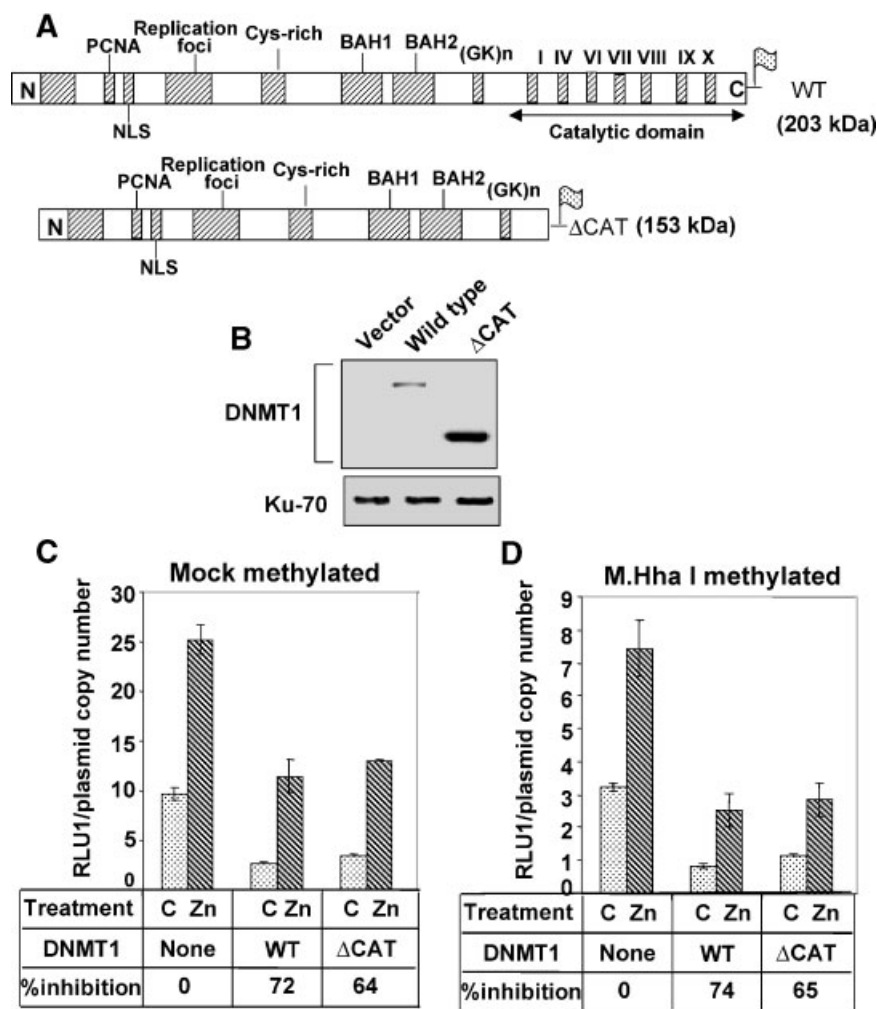 A
PCNA
Replication foci
Cys-rich
BAH1
BAH2
(GK)n
I IV VI VII VIII IX X
N
C
WT
(203 kDa)
NLS
Catalytic domain
PCNA
Replication foci
Cys-rich
BAH1
BAH2
(GK)n
N
ΔCAT (153 kDa)
NLS
B
Vector
Wild type
ΔCAT
DNMT1
Ku-70
C
Mock methylated
RLU1/plasmid copy number
30
25
20
15
10
5
0
Treatment C Zn C Zn C Zn
DNMT1 None WT ΔCAT
%inhibition 0 72 64
D
M.Hha I methylated
RLU1/plasmid copy number
9
8
7
6
5
4
3
2
1
0
Treatment C Zn C Zn C Zn
DNMT1 None WT ΔCAT
%inhibition 0 74 65